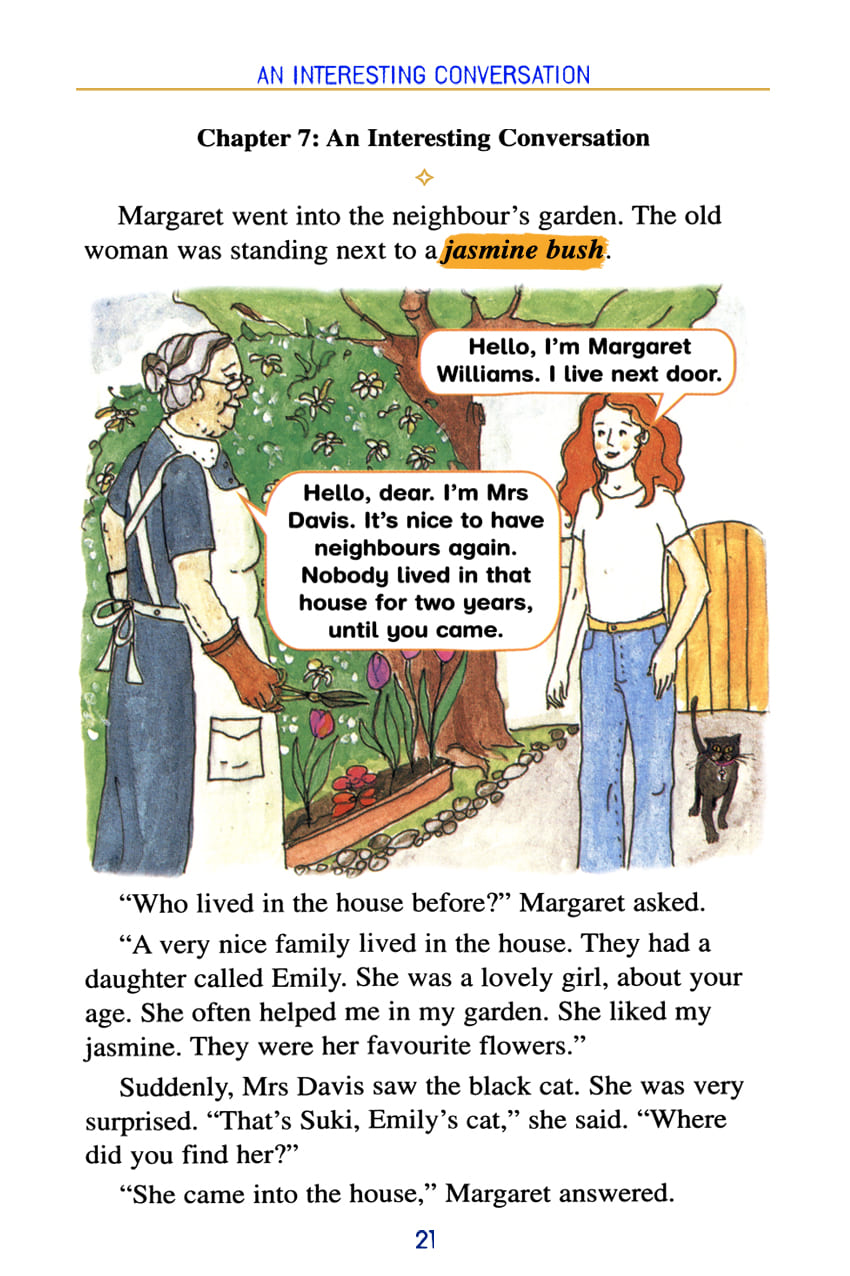 AN INTERESTING CONVERSATION
Chapter 7: An Interesting Conversation
Margaret went into the neighbour’s garden. The old
woman was standing next to a jasmine bush.
Hello, I’m Margaret
Williams. I live next door.
Hello, dear. I’m Mrs
Davis. It’s nice to have
neighbours again.
Nobody lived in that
house for two years,
until you came.
“Who lived in the house before?” Margaret asked.
“A very nice family lived in the house. They had a
daughter called Emily. She was a lovely girl, about your
age. She often helped me in my garden. She liked my
jasmine. They were her favourite flowers.”
Suddenly, Mrs Davis saw the black cat. She was very
surprised. “That’s Suki, Emily’s cat,” she said. “Where
did you find her?”
“She came into the house,” Margaret answered.
21